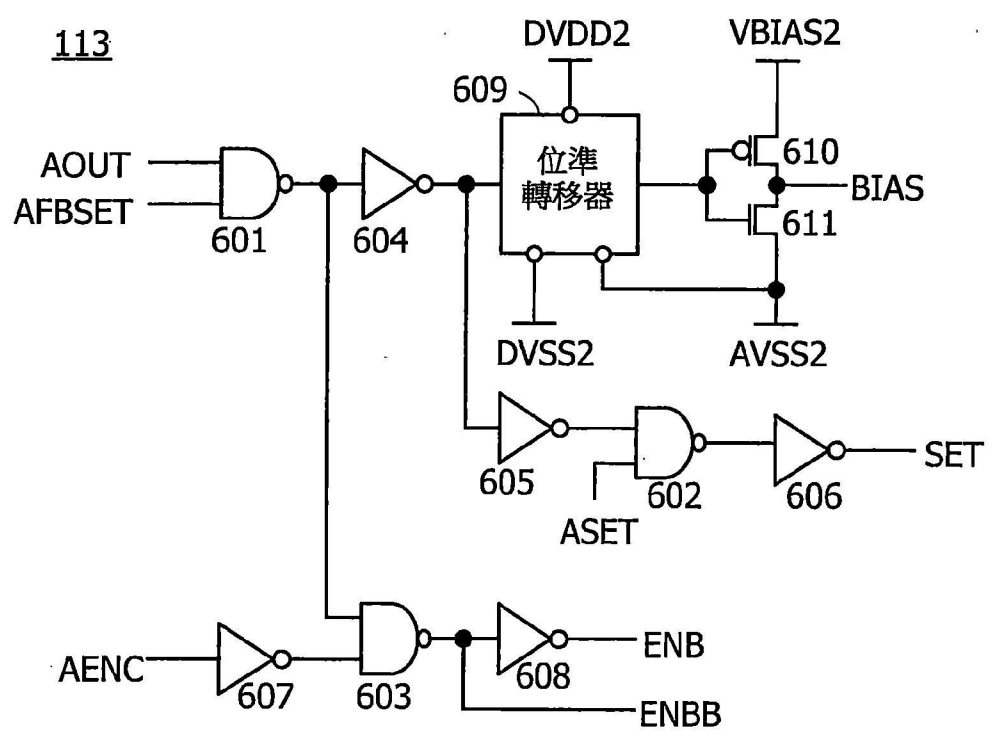 113
DVDD2
VBIAS2
609
AOUT
AFBSET
601
604
位準
轉移器
610
BIAS
611
DVSS2
AVSS2
605
ASET
602
606
SET
AENC
607
603
608
ENB
ENBB